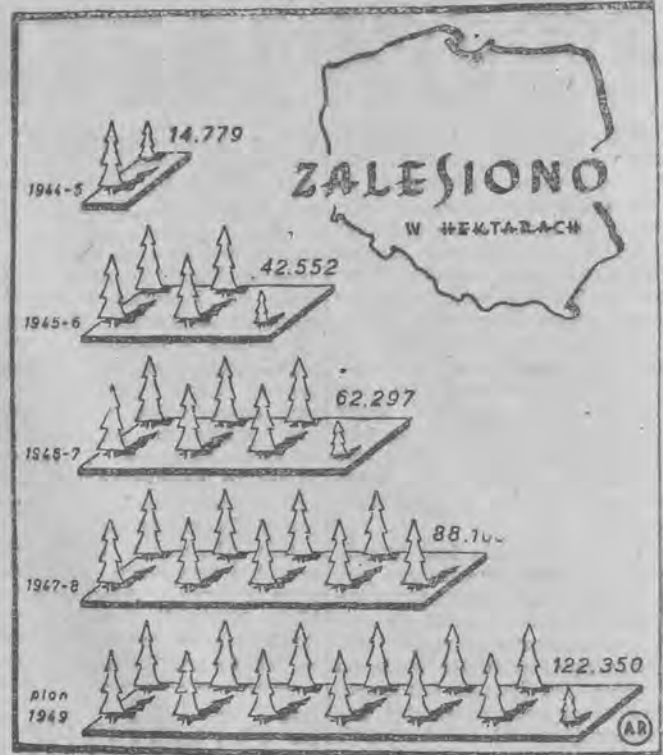 ZALESIONO
W HEKTARACH
14.779
1944-5
42.552
1945-6
62.297
1946-7
1947-8
122.350
plan
1949
AR